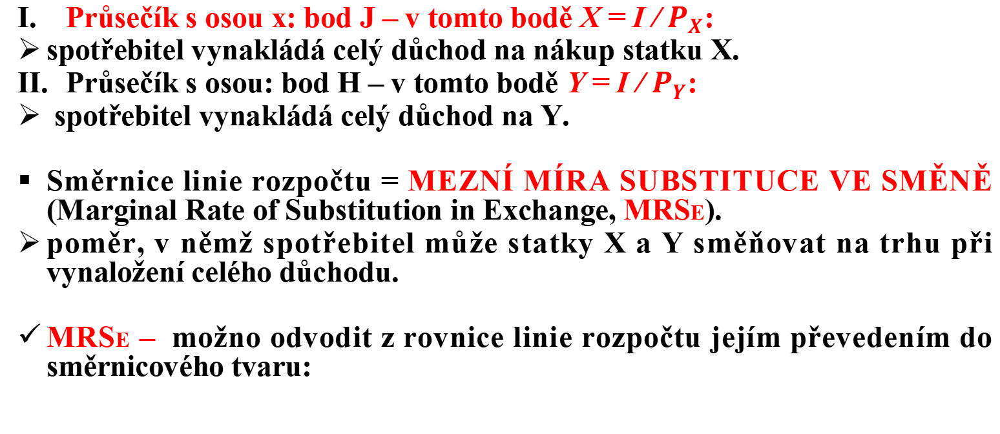 I. Průsečík s osou x: bod J – v tomto bodě X = I / P_X:
➢ spotřebitel vynakládá celý důchod na nákup statku X.
II. Průsečík s osou: bod H – v tomto bodě Y = I / P_Y:
➢ spotřebitel vynakládá celý důchod na Y.
▪ Směrnice linie rozpočtu = MEZNÍ MÍRA SUBSTITUCE VE SMĚNĚ
(Marginal Rate of Substitution in Exchange, MRSE).
➢ poměr, v němž spotřebitel může statky X a Y směňovat na trhu při
vynaložení celého důchodu.
✓ MRSE – možno odvodit z rovnice linie rozpočtu jejím převedením do
směrnicového tvaru: